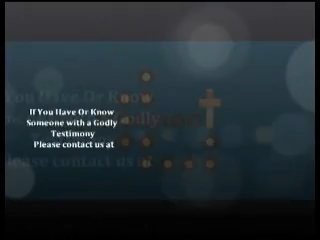 If You Have Or Know
Someone with a Godly
Testimony
Please contact us at